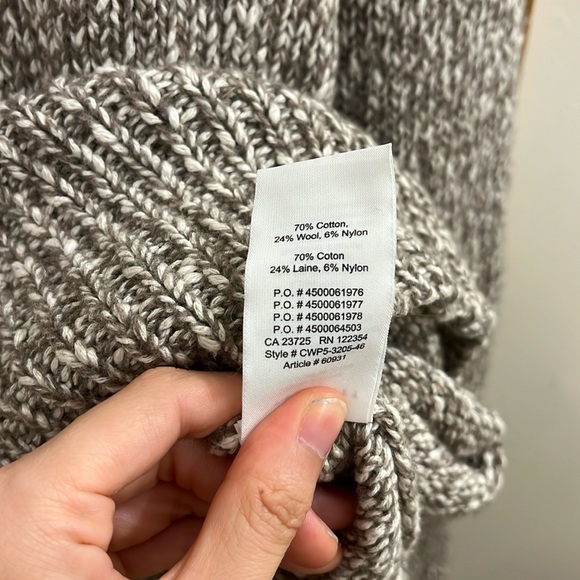 70% Cotton,
24% Wool, 6% Nylon
70% Coton
24% Laine, 6% Nylon
P.O. # 4500061976
P.O. # 4500061977
P.O. # 4500061978
P.O. # 4500064503
CA 23725 RN 122354
Style # CWP5-3205-46
Article # 60931